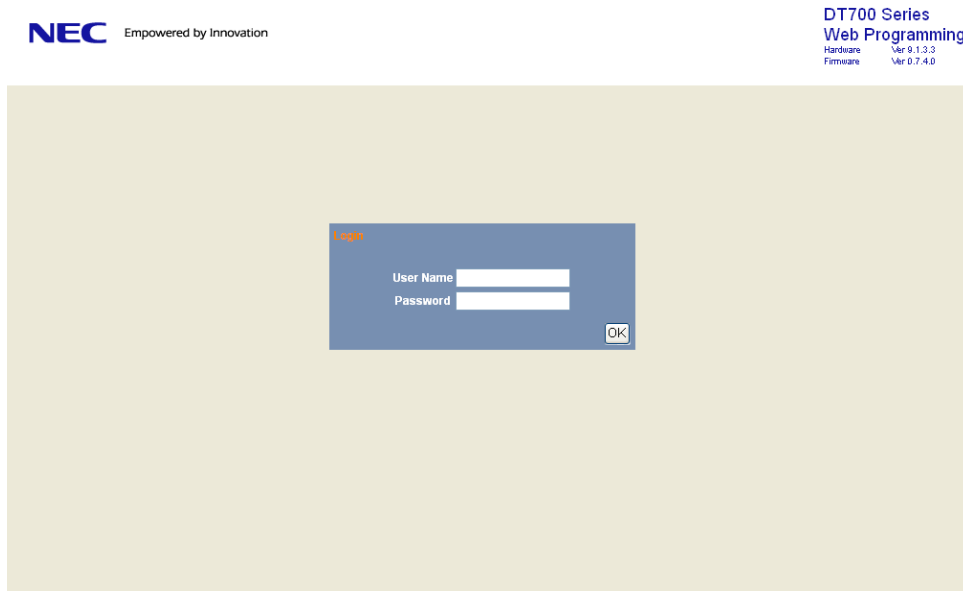 NEC Empowered by Innovation
DT700 Series
Web Programming
Hardware Ver 9.1.3.3
Firmware Ver 0.7.4.0
Login
User Name
Password
OK